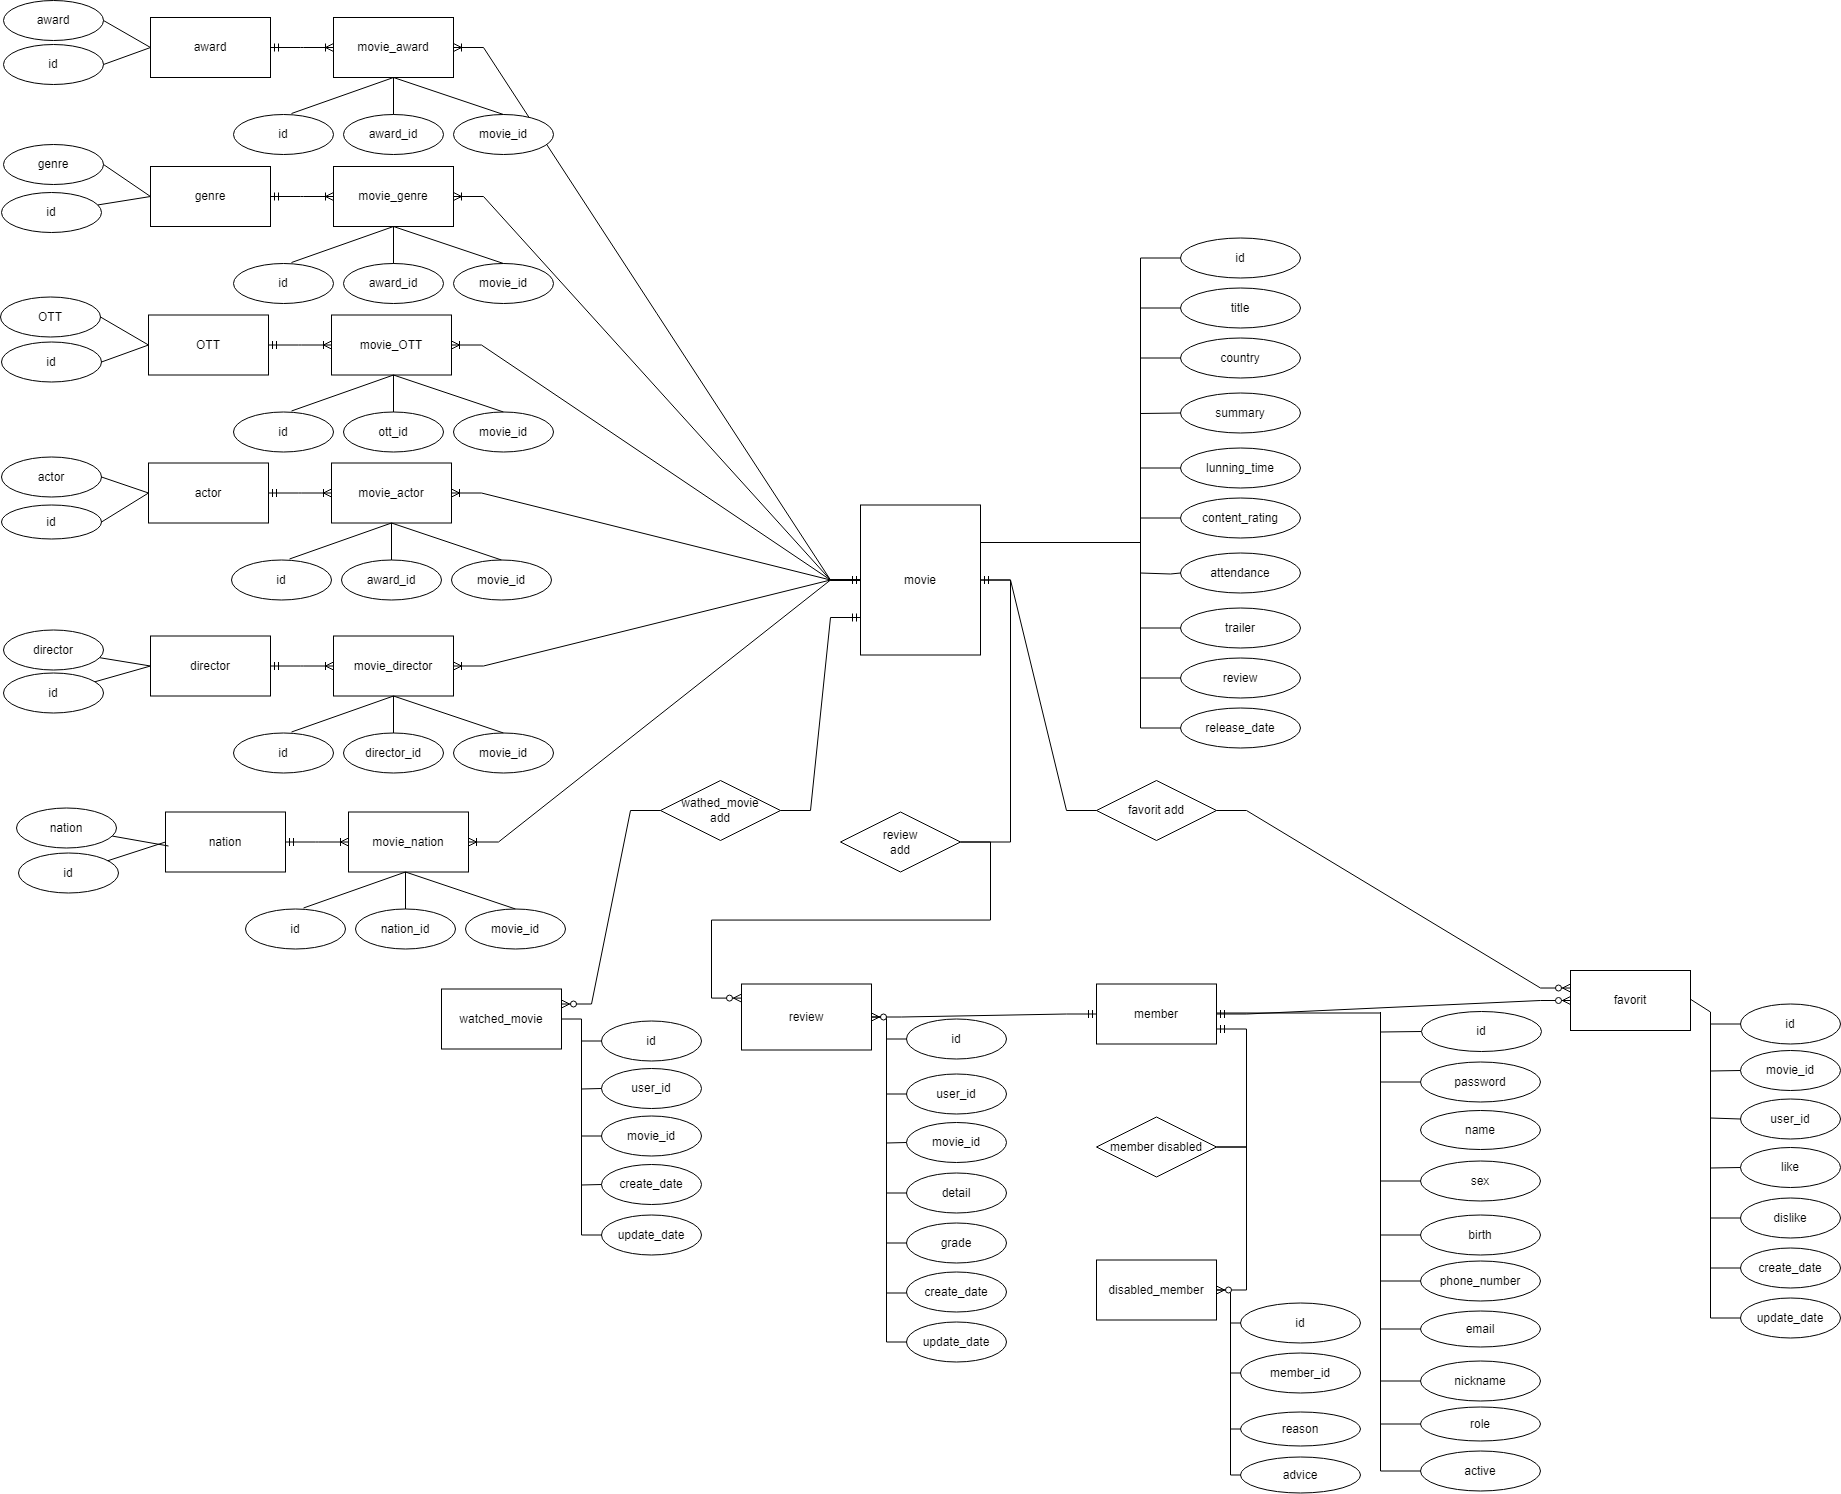 award
id
award
movie_award
id
award_id
movie_id
genre
id
genre
movie_genre
id
award_id
movie_id
OTT
id
OTT
movie_OTT
id
ott_id
movie_id
actor
id
actor
movie_actor
id
award_id
movie_id
director
id
director
movie_director
id
director_id
movie_id
nation
id
nation
movie_nation
id
nation_id
movie_id
movie
id
title
country
summary
lunning_time
content_rating
attendance
trailer
review
release_date
wathed_movie
add
review
add
favorit add
watched_movie
id
user_id
movie_id
create_date
update_date
review
id
user_id
movie_id
detail
grade
create_date
update_date
member
member disabled
disabled_member
id
member_id
reason
advice
id
password
name
sex
birth
phone_number
email
nickname
role
active
favorit
id
movie_id
user_id
like
dislike
create_date
update_date